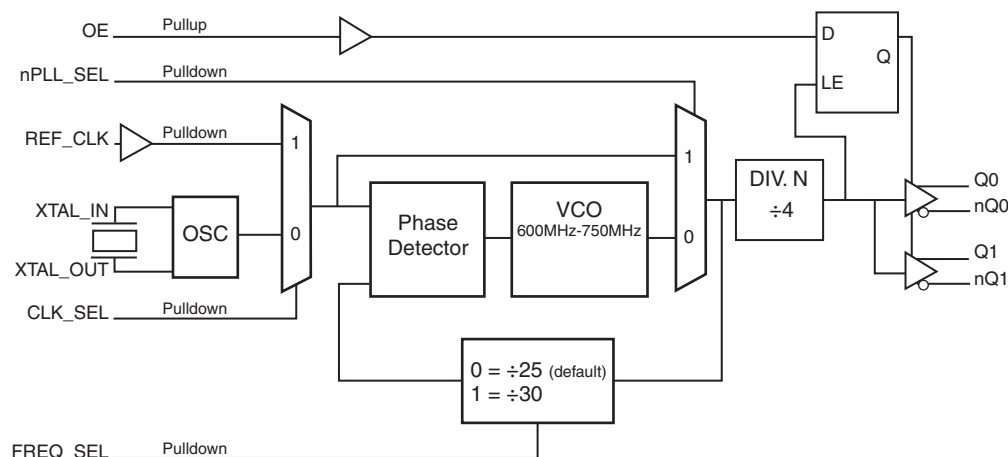 OE Pullup
D
Q
nPLL_SEL Pulldown
LE
REF_CLK Pulldown
1
1
DIV. N
÷4
Q0
nQ0
XTAL_IN
OSC
0
Phase
Detector
VCO
600MHz-750MHz
0
XTAL_OUT
Q1
nQ1
CLK_SEL Pulldown
0 = ÷25 (default)
1 = ÷30
FREQ_SEL Pulldown